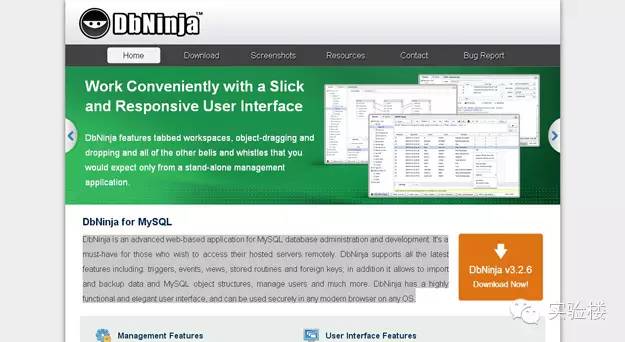 DbNinja™
Home Download Screenshots Resources Contact Bug Report
Work Conveniently with a Slick
and Responsive User Interface
DbNinja features tabbed workspaces, object-dragging and
dropping and all of the other bells and whistles that you
would expect only from a stand-alone management
application.
DbNinja for MySQL
DbNinja is an advanced web-based application for MySQL database administration and development. It's a
must-have for those who wish to access their hosted servers remotely. DbNinja supports all the latest
features including: triggers, events, views, stored routines and foreign keys; in addition it allows to import
and backup data and MySQL object structures, manage users and much more. DbNinja has a highly
functional and elegant user interface, and can be used securely in any modern browser on any OS.
DbNinja v3.2.6
Download Now!
实验楼
Management Features
User Interface Features